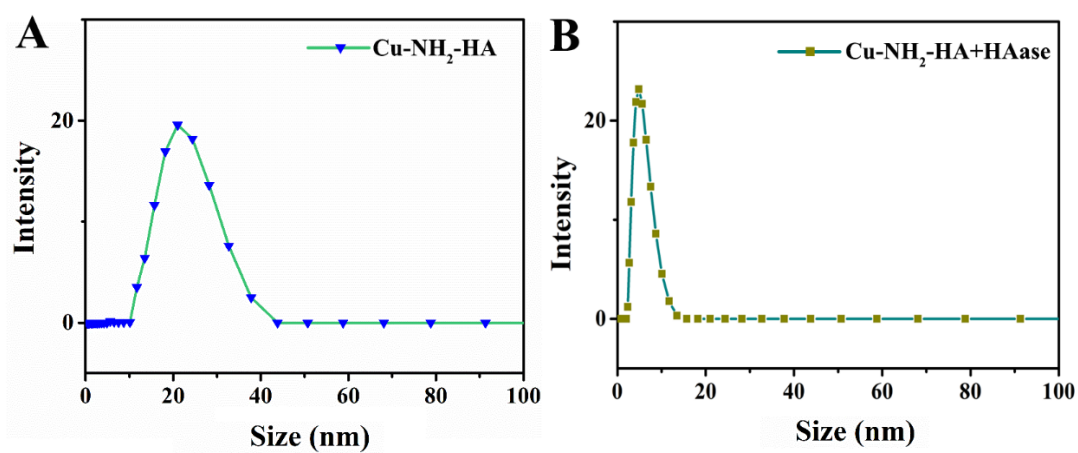 A
Cu-NH₂-HA
Intensity
20
0
0 20 40 60 80 100
Size (nm)
B
Cu-NH₂-HA+HAase
Intensity
20
0
0 20 40 60 80 100
Size (nm)